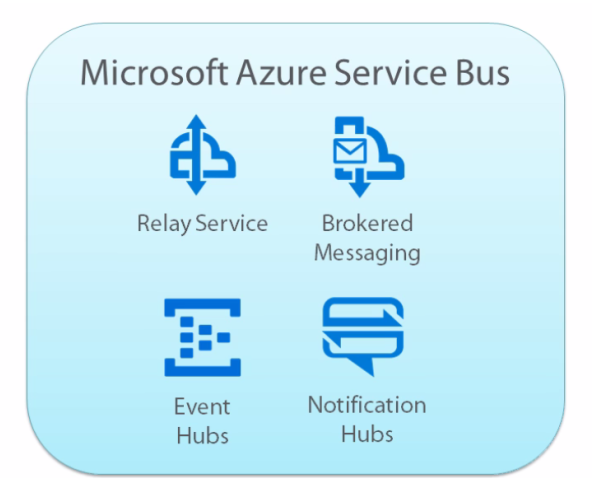 Microsoft Azure Service Bus
Relay Service
Brokered
Messaging
Event
Hubs
Notification
Hubs